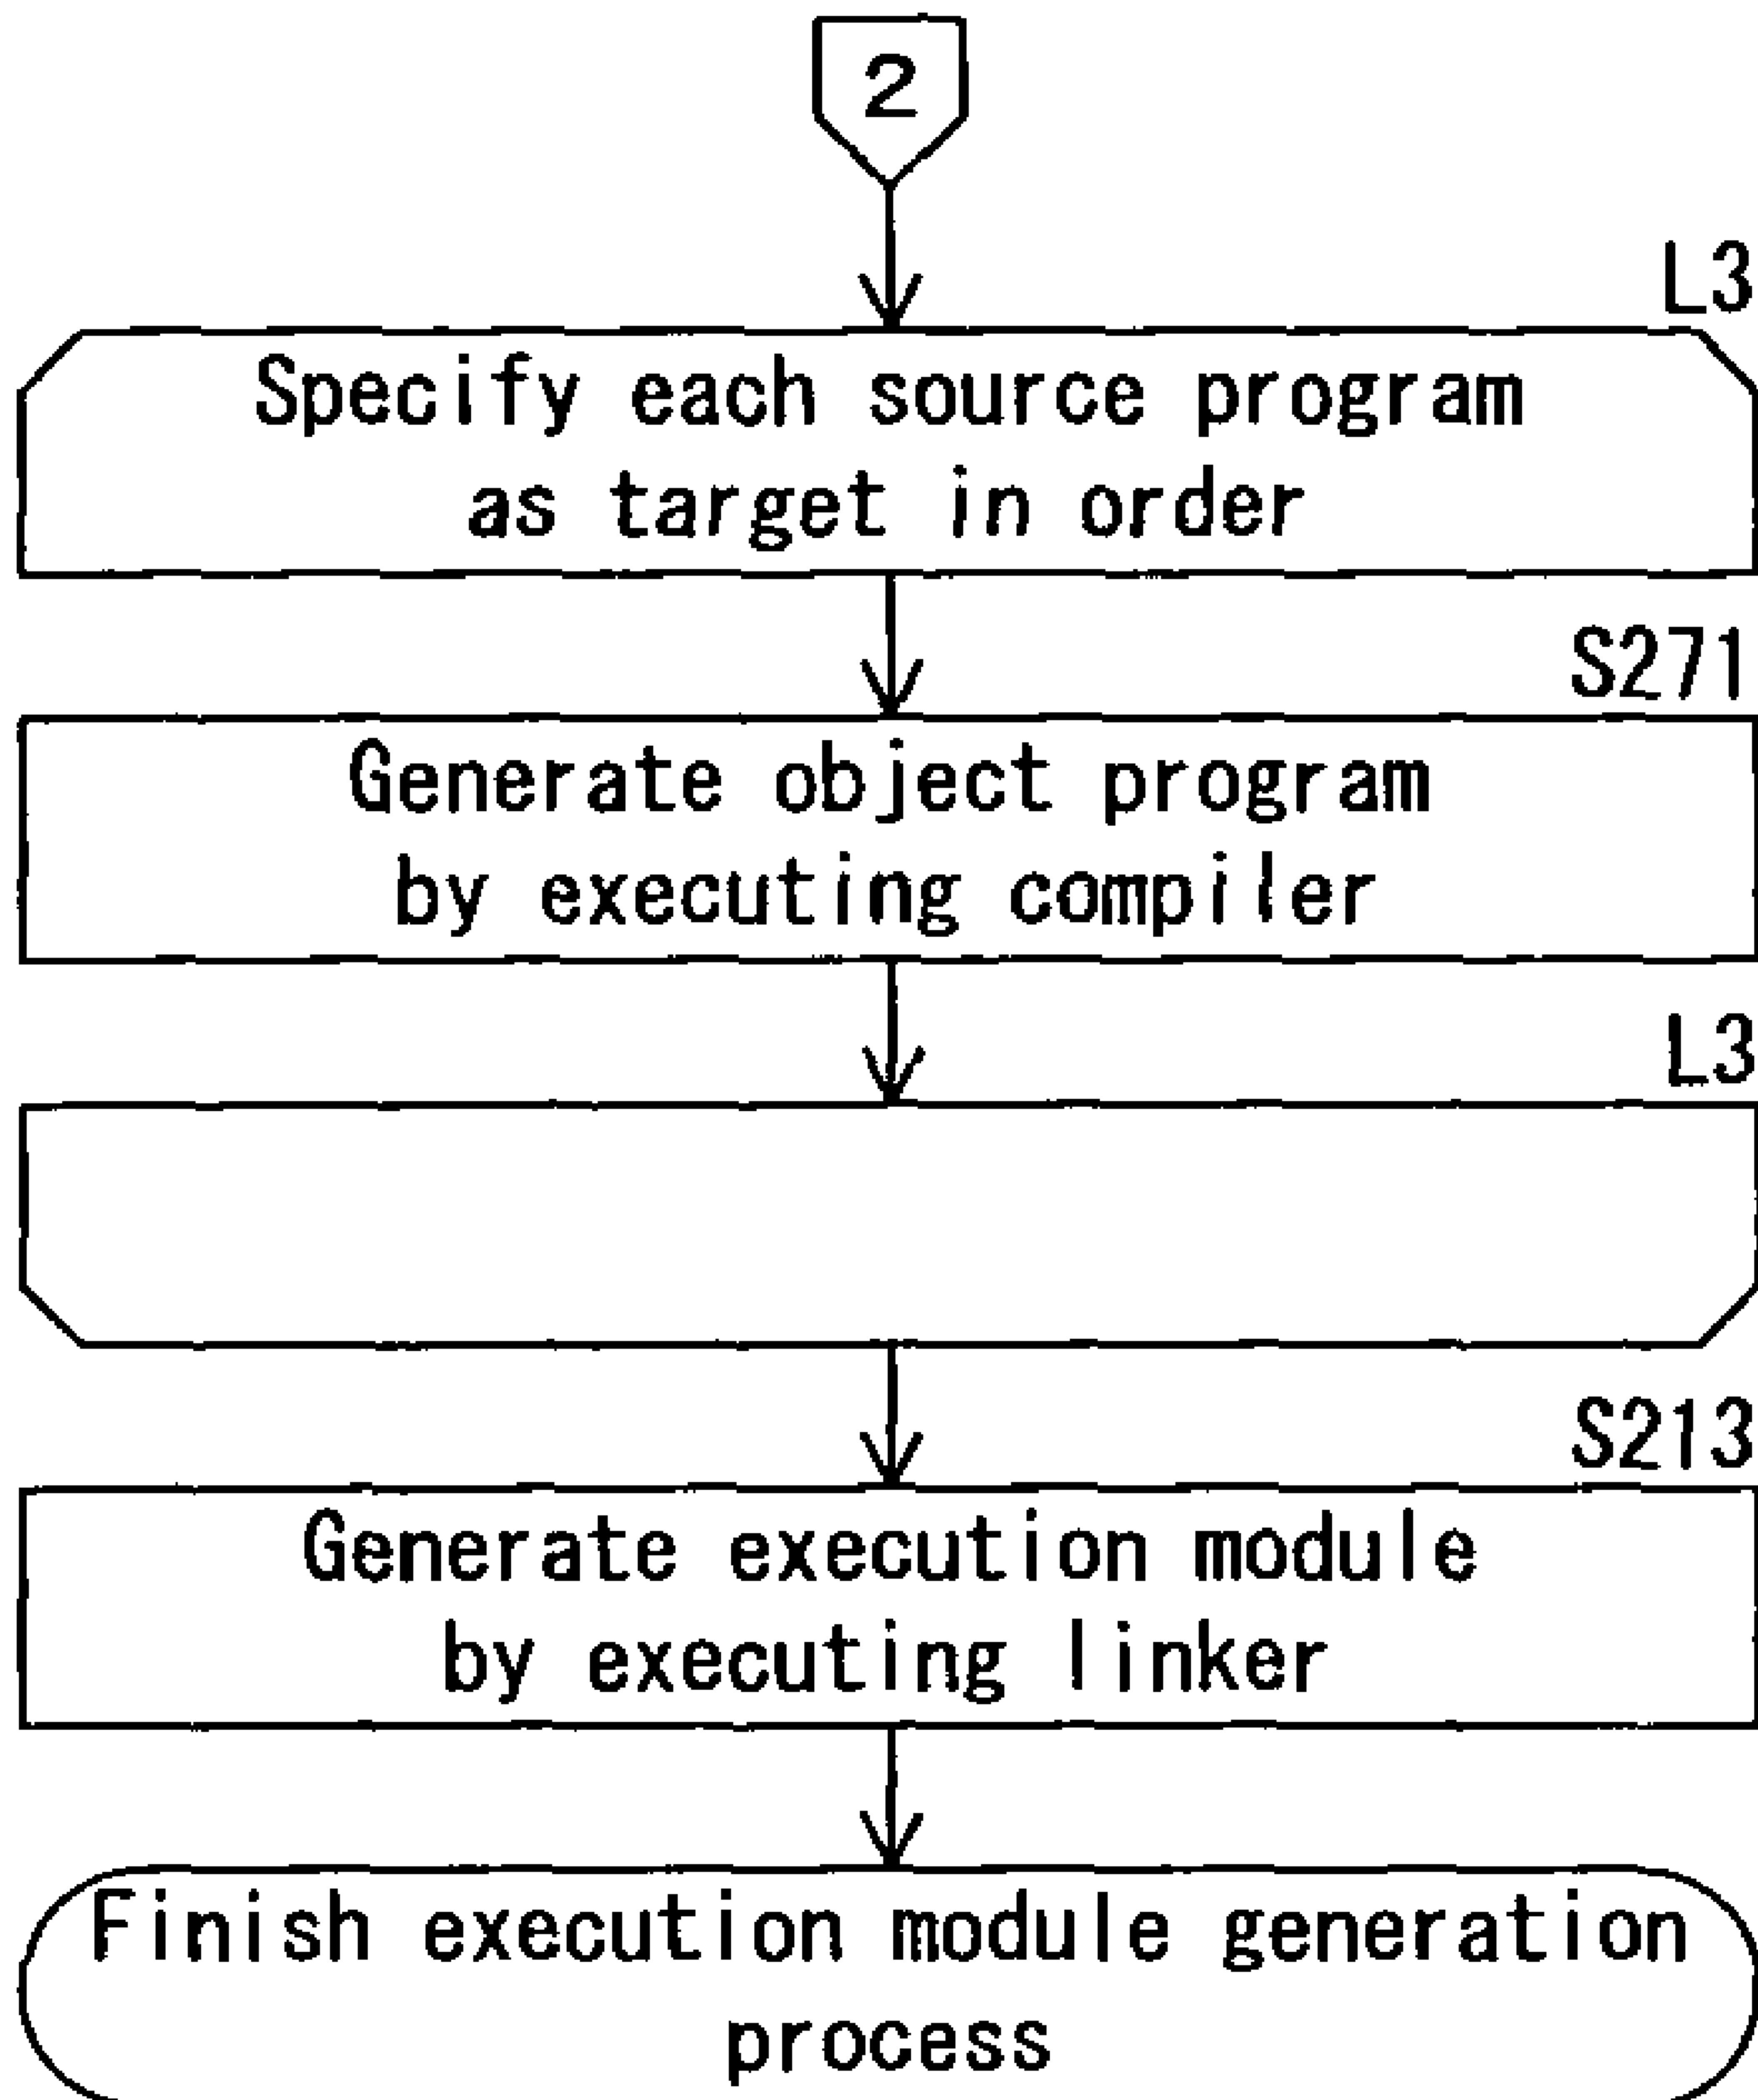 2
L3
Specify each source program
as target in order
S271
Generate object program
by executing compiler
L3
S213
Generate execution module
by executing linker
Finish execution module generation
process